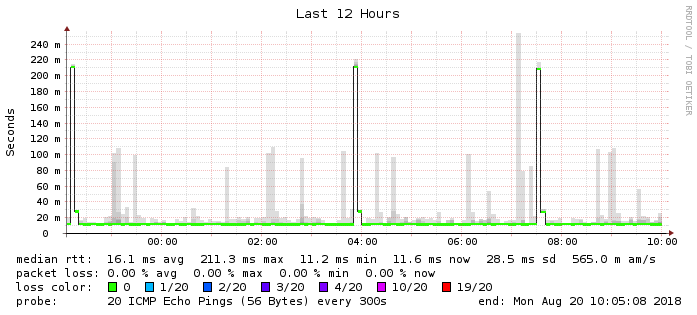 Last 12 Hours
RRDTOOL / TOBI OETIKER
Seconds
240 m
220 m
200 m
180 m
160 m
140 m
120 m
100 m
80 m
60 m
40 m
20 m
0
00:00 02:00 04:00 06:00 08:00 10:00
median rtt: 16.1 ms avg 211.3 ms max 11.2 ms min 11.6 ms now 28.5 ms sd 565.0 m am/s
packet loss: 0.00 % avg 0.00 % max 0.00 % min 0.00 % now
loss color: 0 1/20 2/20 3/20 4/20 10/20 19/20
probe: 20 ICMP Echo Pings (56 Bytes) every 300s end: Mon Aug 20 10:05:08 2018